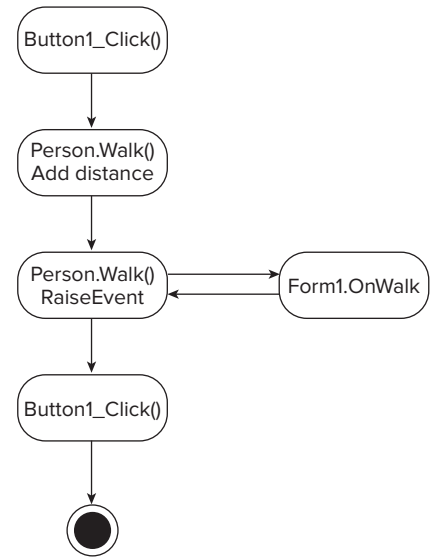 Button1_Click()
Person.Walk()
Add distance
Person.Walk()
RaiseEvent
Form1.OnWalk
Button1_Click()